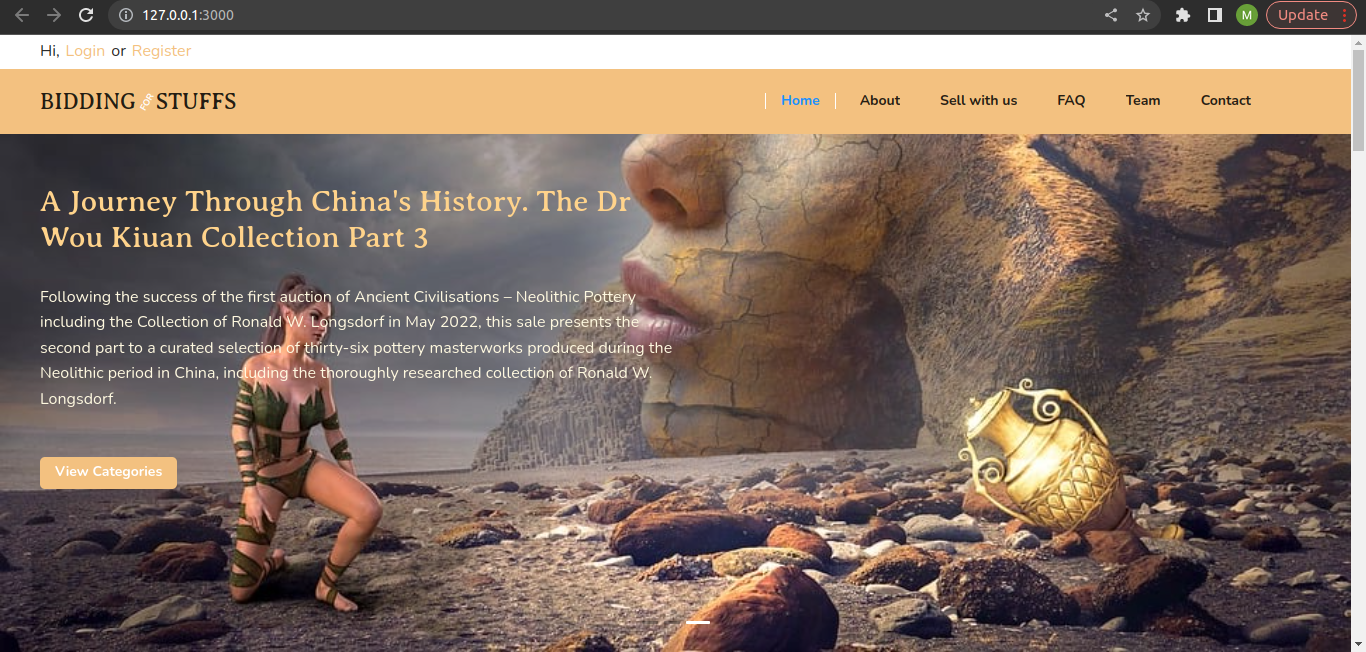 127.0.0.1:3000
M
Update
Hi, Login or Register
BIDDING FOR STUFFS
Home About Sell with us FAQ Team Contact
A Journey Through China's History. The Dr
Wou Kiuan Collection Part 3
Following the success of the first auction of Ancient Civilisations – Neolithic Pottery
including the Collection of Ronald W. Longsdorf in May 2022, this sale presents the
second part to a curated selection of thirty-six pottery masterworks produced during the
Neolithic period in China, including the thoroughly researched collection of Ronald W.
Longsdorf.
View Categories